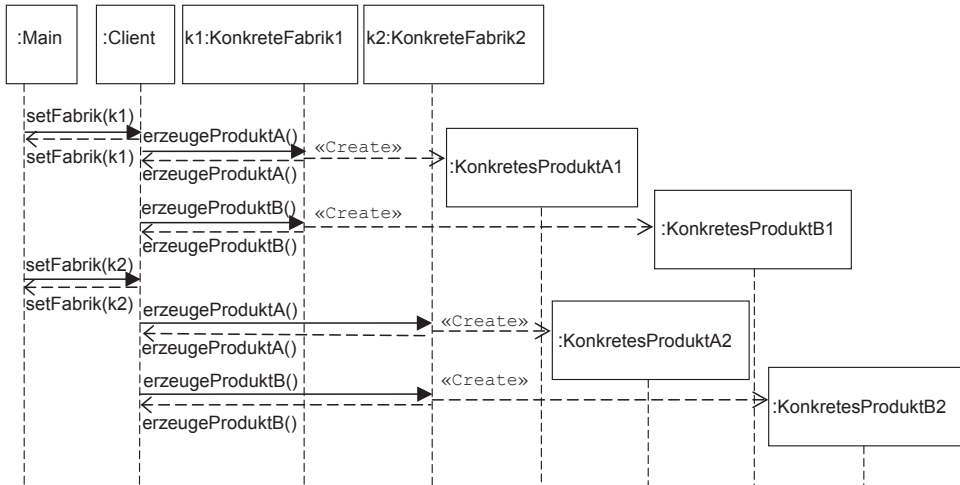 :Main
:Client
k1:KonkreteFabrik1
k2:KonkreteFabrik2
setFabrik(k1)
setFabrik(k1)
erzeugeProduktA()
«Create»
erzeugeProduktA()
:KonkretesProduktA1
erzeugeProduktB()
«Create»
erzeugeProduktB()
:KonkretesProduktB1
setFabrik(k2)
setFabrik(k2)
erzeugeProduktA()
«Create»
erzeugeProduktA()
:KonkretesProduktA2
erzeugeProduktB()
«Create»
erzeugeProduktB()
:KonkretesProduktB2